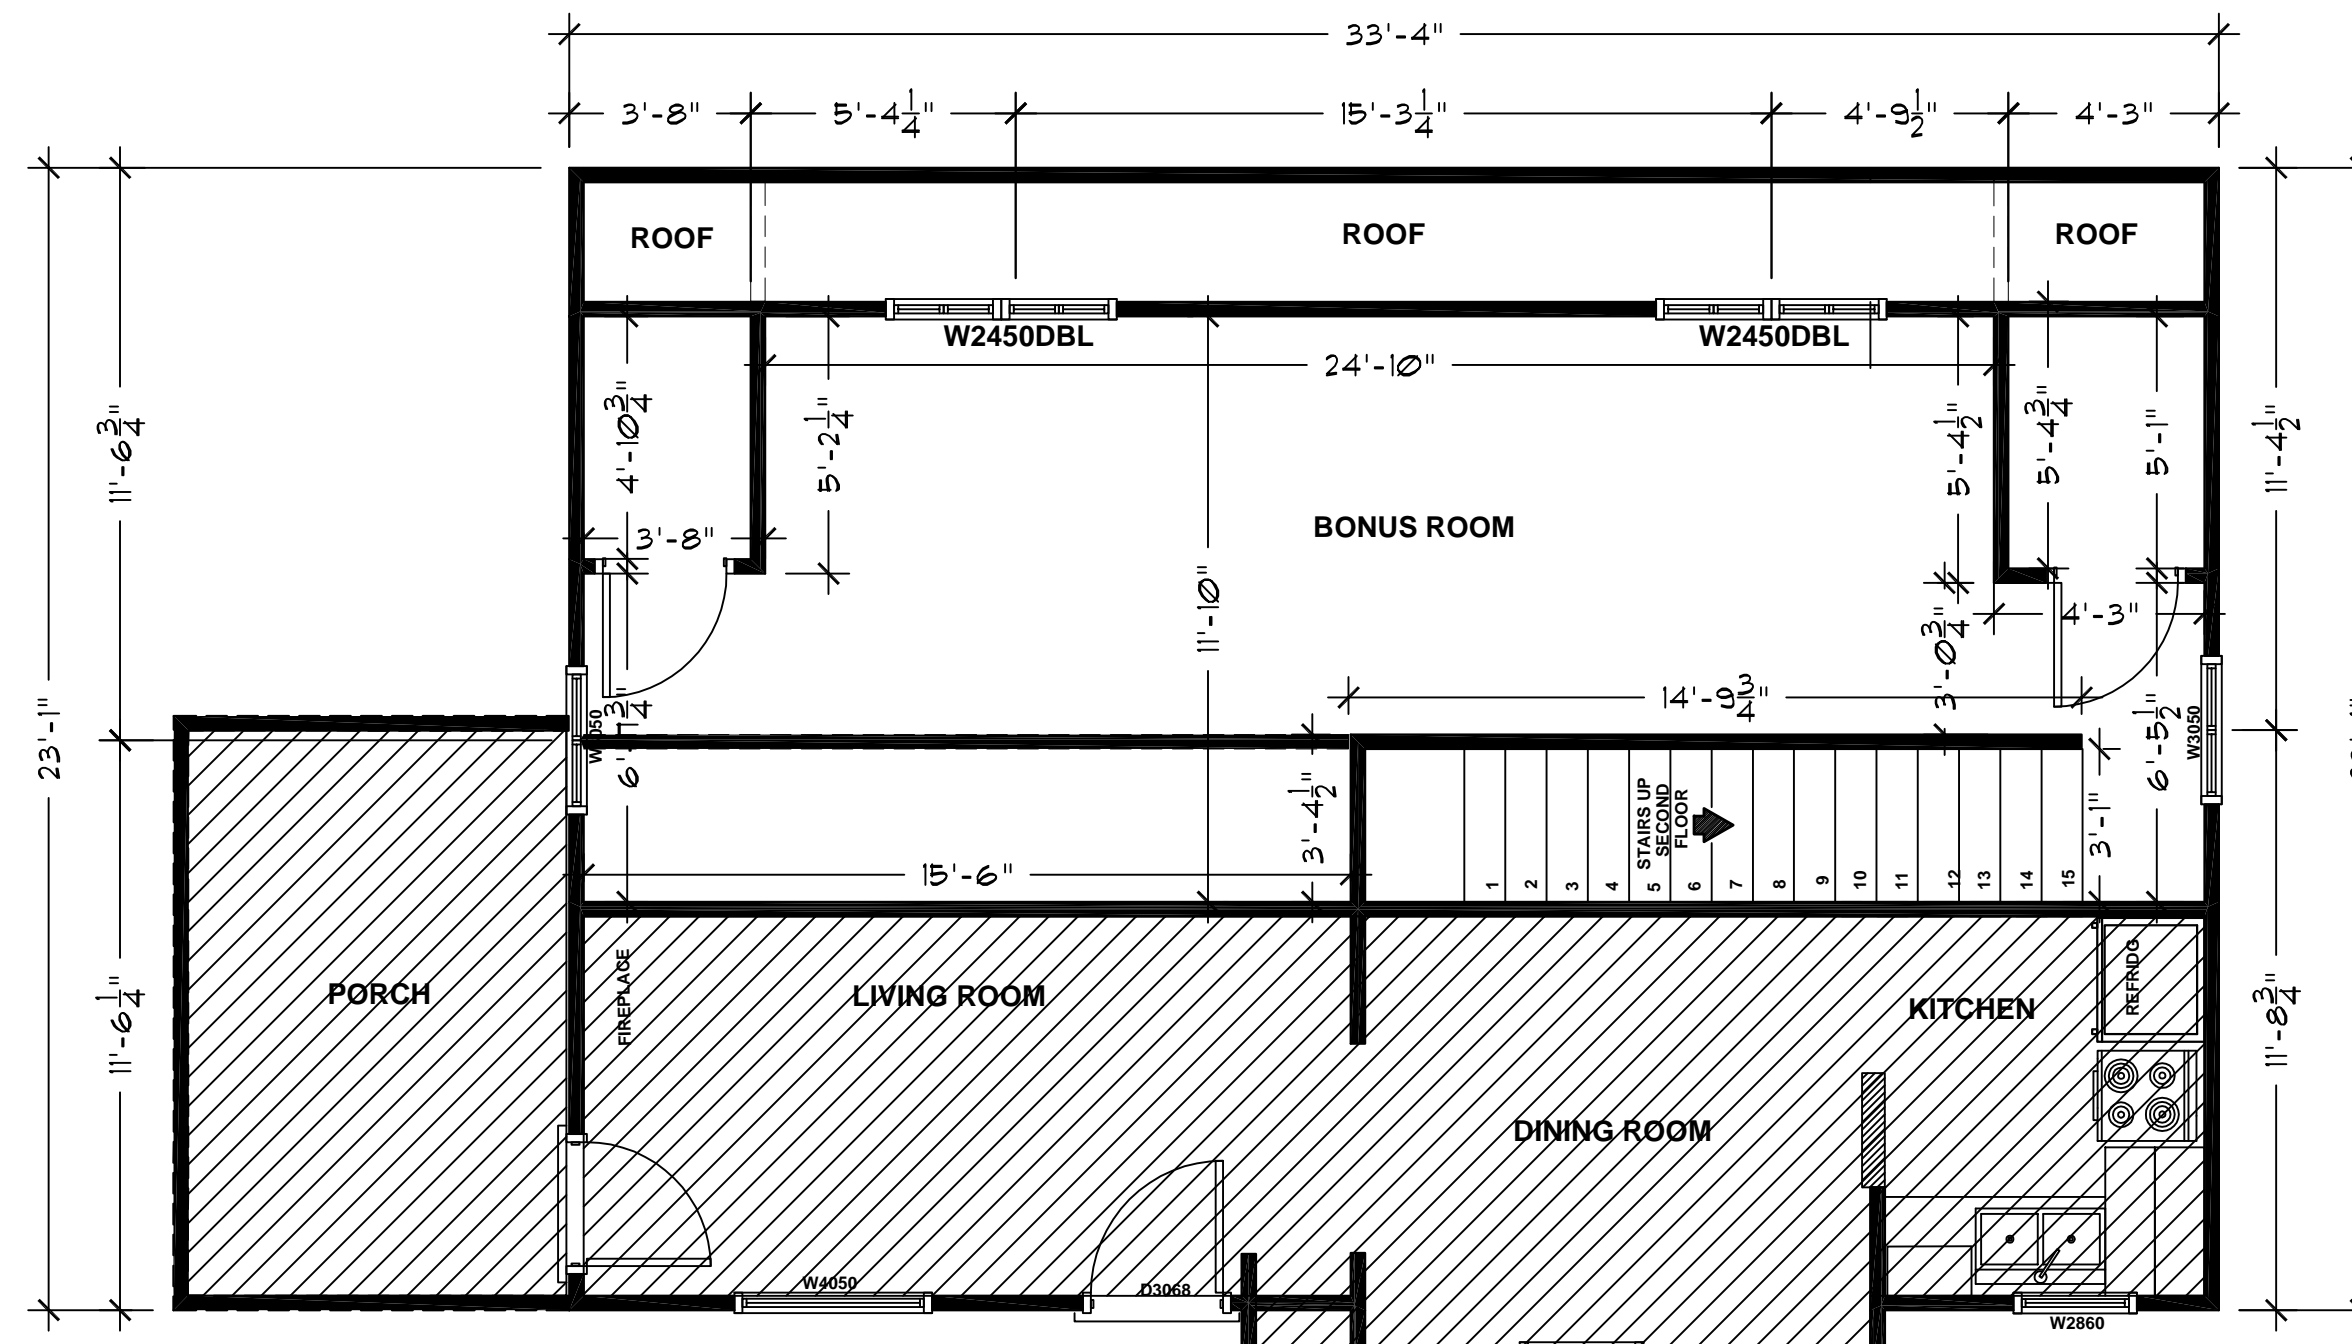 33'-4"
3'-8"
5'-4 1/4"
15'-3 1/4"
4'-9 1/2"
4'-3"
ROOF
ROOF
ROOF
W2450DBL
W2450DBL
24'-10"
11'-6 3/4"
4'-10 3/4"
5'-2 1/4"
5'-4 1/2"
5'-4 3/4"
5'-1"
11'-4 1/2"
BONUS ROOM
3'-8"
11'-10"
4'-3"
3'-0 3/4"
14'-9 3/4"
23'-1"
W3050
6'-5 1/2"
3'-4 1/2"
STAIRS UP
SECOND
FLOOR
3'-1"
15'-6"
1
2
3
4
5
6
7
8
9
10
11
12
13
14
15
FIREPLACE
REFRIDG
PORCH
LIVING ROOM
KITCHEN
11'-6 1/4"
11'-8 3/4"
DINING ROOM
W4050
D3068
W2860